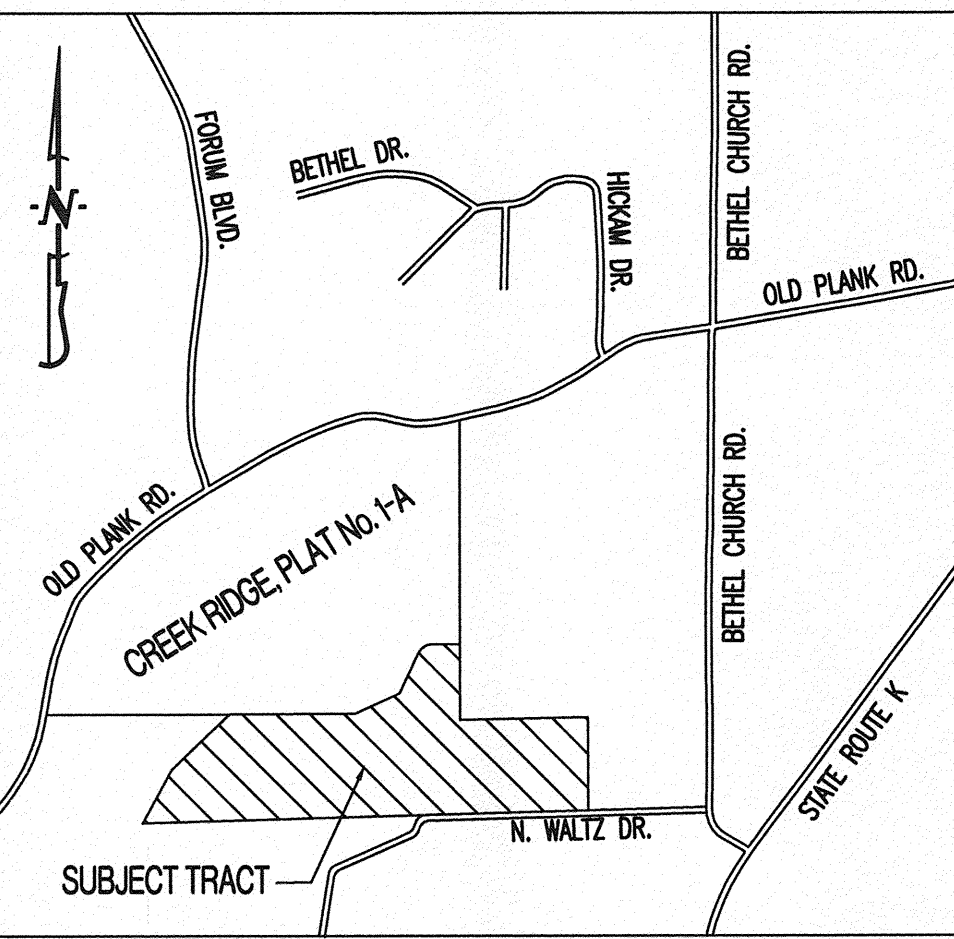 FORUM BLVD.
BETHEL DR.
HICKAM DR.
BETHEL CHURCH RD.
OLD PLANK RD.
N
OLD PLANK RD.
CREEK RIDGE, PLAT No. 1-A
BETHEL CHURCH RD.
STATE ROUTE K
N. WALTZ DR.
SUBJECT TRACT